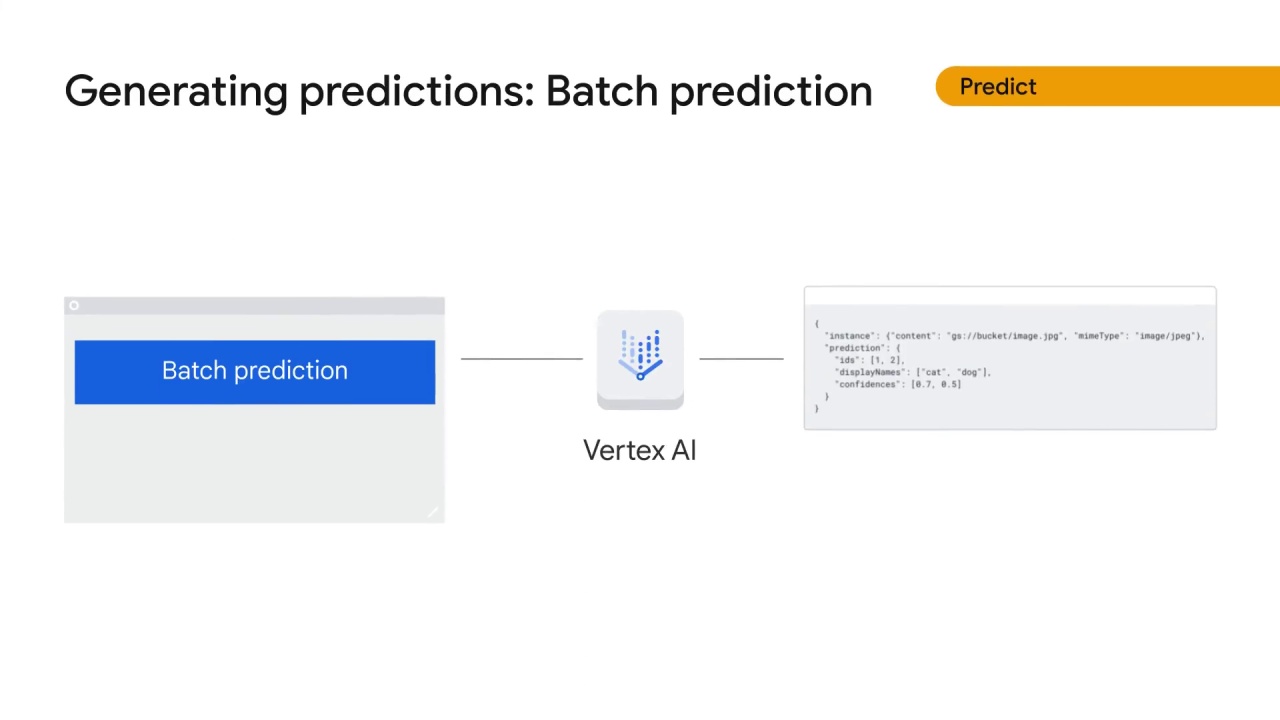 Generating predictions: Batch prediction
Predict
Batch prediction
Vertex AI
{
"instance": {"content": "gs://bucket/image.jpg", "mimeType": "image/jpeg"},
"prediction": {
"ids": [1, 2],
"displayNames": ["cat", "dog"],
"confidences": [0.7, 0.5]
}
}